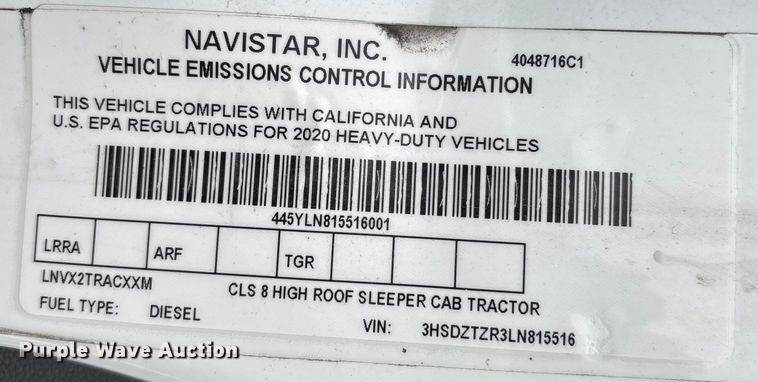 NAVISTAR, INC.
4048716C1
VEHICLE EMISSIONS CONTROL INFORMATION
THIS VEHICLE COMPLIES WITH CALIFORNIA AND
U.S. EPA REGULATIONS FOR 2020 HEAVY-DUTY VEHICLES
445YLN815516001
LRRA ARF TGR
LNVX2TRACXXM
CLS 8 HIGH ROOF SLEEPER CAB TRACTOR
FUEL TYPE: DIESEL
VIN: 3HSDZTZR3LN815516
Purple Wave Auction